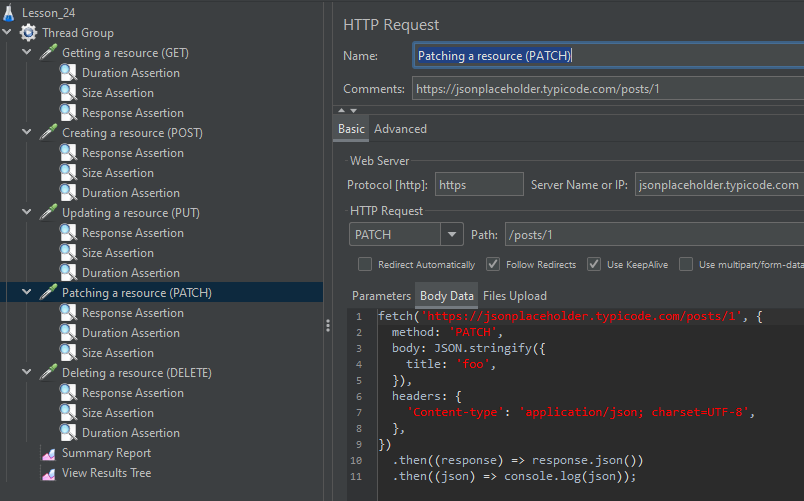 Lesson_24
Thread Group
Getting a resource (GET)
Duration Assertion
Size Assertion
Response Assertion
Creating a resource (POST)
Response Assertion
Size Assertion
Duration Assertion
Updating a resource (PUT)
Response Assertion
Size Assertion
Duration Assertion
Patching a resource (PATCH)
Response Assertion
Duration Assertion
Size Assertion
Deleting a resource (DELETE)
Response Assertion
Size Assertion
Duration Assertion
Summary Report
View Results Tree
HTTP Request
Name: Patching a resource (PATCH)
Comments: https://jsonplaceholder.typicode.com/posts/1
Basic Advanced
Web Server
Protocol [http]: https Server Name or IP: jsonplaceholder.typicode.com
HTTP Request
PATCH Path: /posts/1
Redirect Automatically Follow Redirects Use KeepAlive Use multipart/form-data
Parameters Body Data Files Upload
1 fetch('https://jsonplaceholder.typicode.com/posts/1', {
2 method: 'PATCH',
3 body: JSON.stringify({
4 title: 'foo',
5 }),
6 headers: {
7 'Content-type': 'application/json; charset=UTF-8',
8 },
9 })
10 .then((response) => response.json())
11 .then((json) => console.log(json));